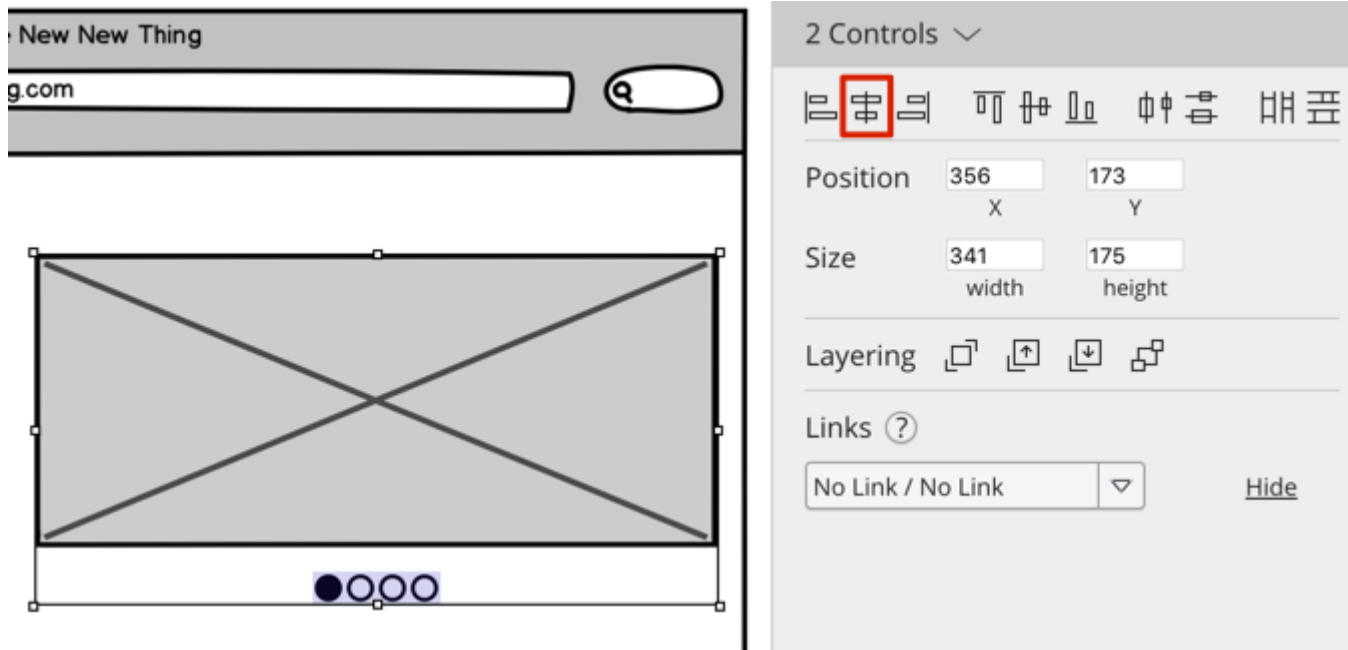 New New Thing
g.com
2 Controls
Position 356 173
X Y
Size 341 175
width height
Layering
Links ?
No Link / No Link Hide